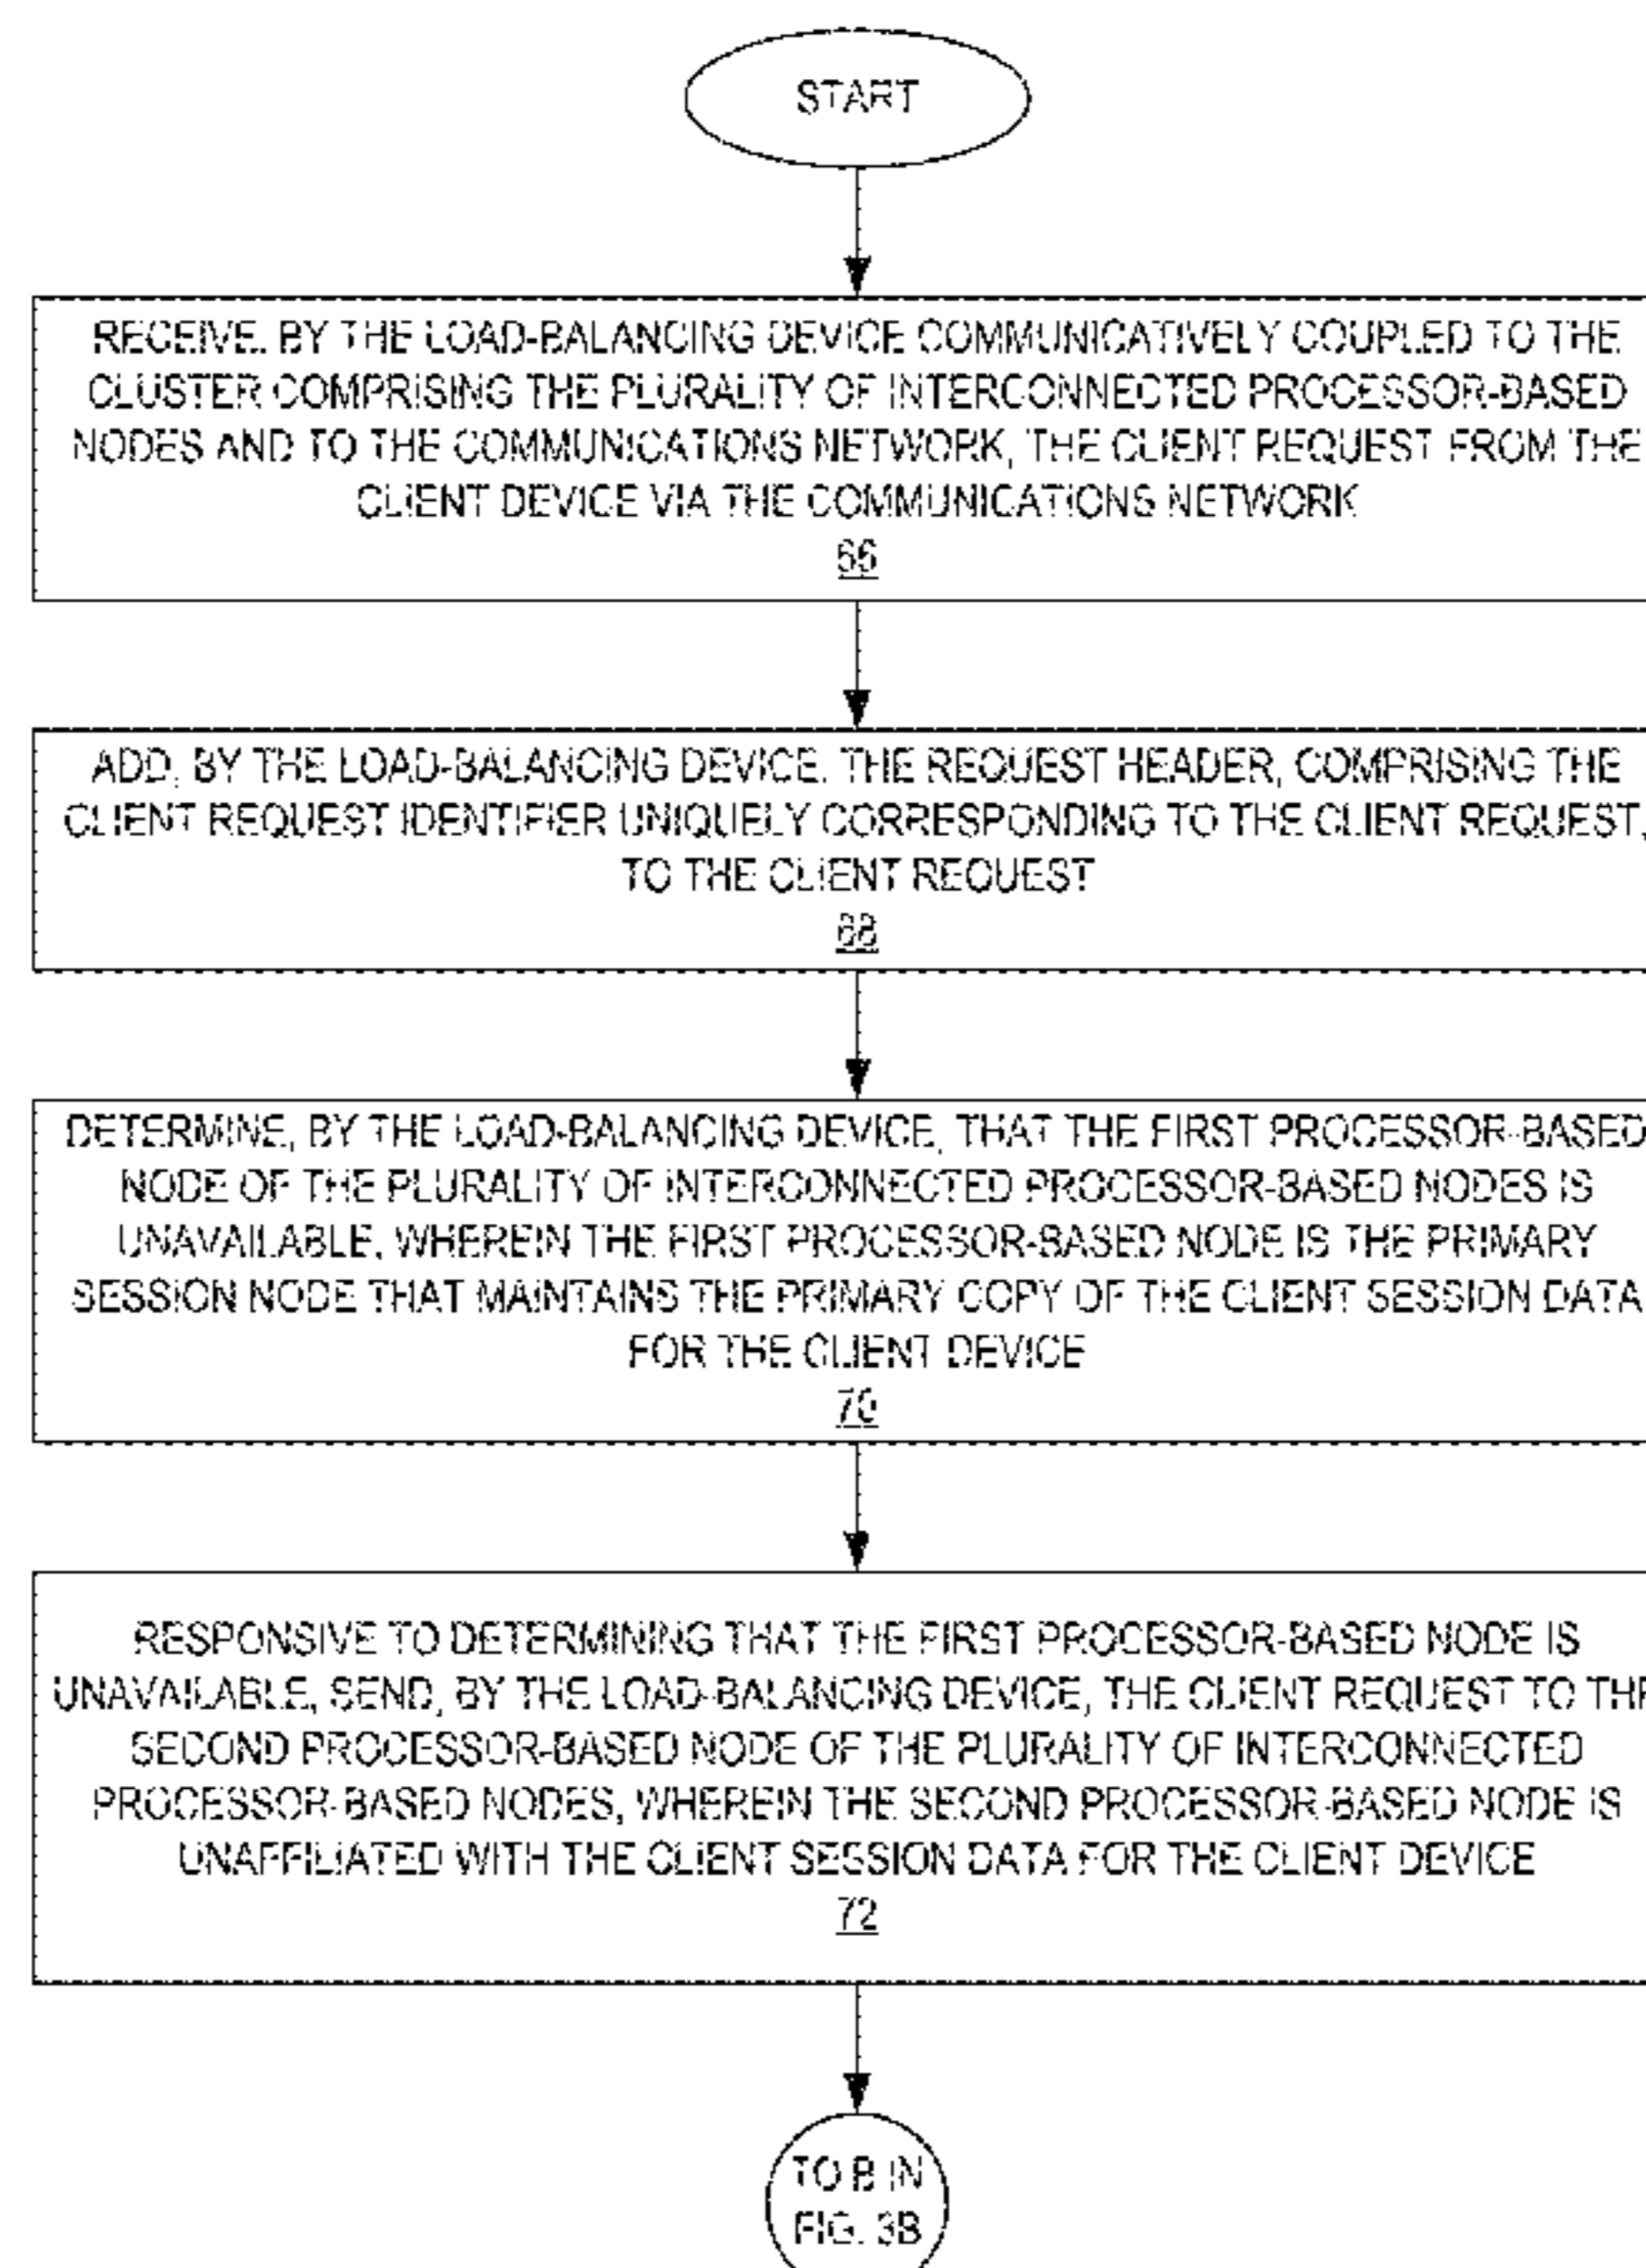 START
RECEIVE, BY THE LOAD-BALANCING DEVICE COMMUNICATIVELY COUPLED TO THE
CLUSTER COMPRISING THE PLURALITY OF INTERCONNECTED PROCESSOR-BASED
NODES AND TO THE COMMUNICATIONS NETWORK, THE CLIENT REQUEST FROM THE
CLIENT DEVICE VIA THE COMMUNICATIONS NETWORK
66
ADD, BY THE LOAD-BALANCING DEVICE, THE REQUEST HEADER, COMPRISING THE
CLIENT REQUEST IDENTIFIER UNIQUELY CORRESPONDING TO THE CLIENT REQUEST,
TO THE CLIENT REQUEST
68
DETERMINE, BY THE LOAD-BALANCING DEVICE, THAT THE FIRST PROCESSOR-BASED
NODE OF THE PLURALITY OF INTERCONNECTED PROCESSOR-BASED NODES IS
UNAVAILABLE, WHEREIN THE FIRST PROCESSOR-BASED NODE IS THE PRIMARY
SESSION NODE THAT MAINTAINS THE PRIMARY COPY OF THE CLIENT SESSION DATA
FOR THE CLIENT DEVICE
70
RESPONSIVE TO DETERMINING THAT THE FIRST PROCESSOR-BASED NODE IS
UNAVAILABLE, SEND, BY THE LOAD-BALANCING DEVICE, THE CLIENT REQUEST TO THE
SECOND PROCESSOR-BASED NODE OF THE PLURALITY OF INTERCONNECTED
PROCESSOR-BASED NODES, WHEREIN THE SECOND PROCESSOR-BASED NODE IS
UNAFFILIATED WITH THE CLIENT SESSION DATA FOR THE CLIENT DEVICE
72
TO B IN
FIG. 3B